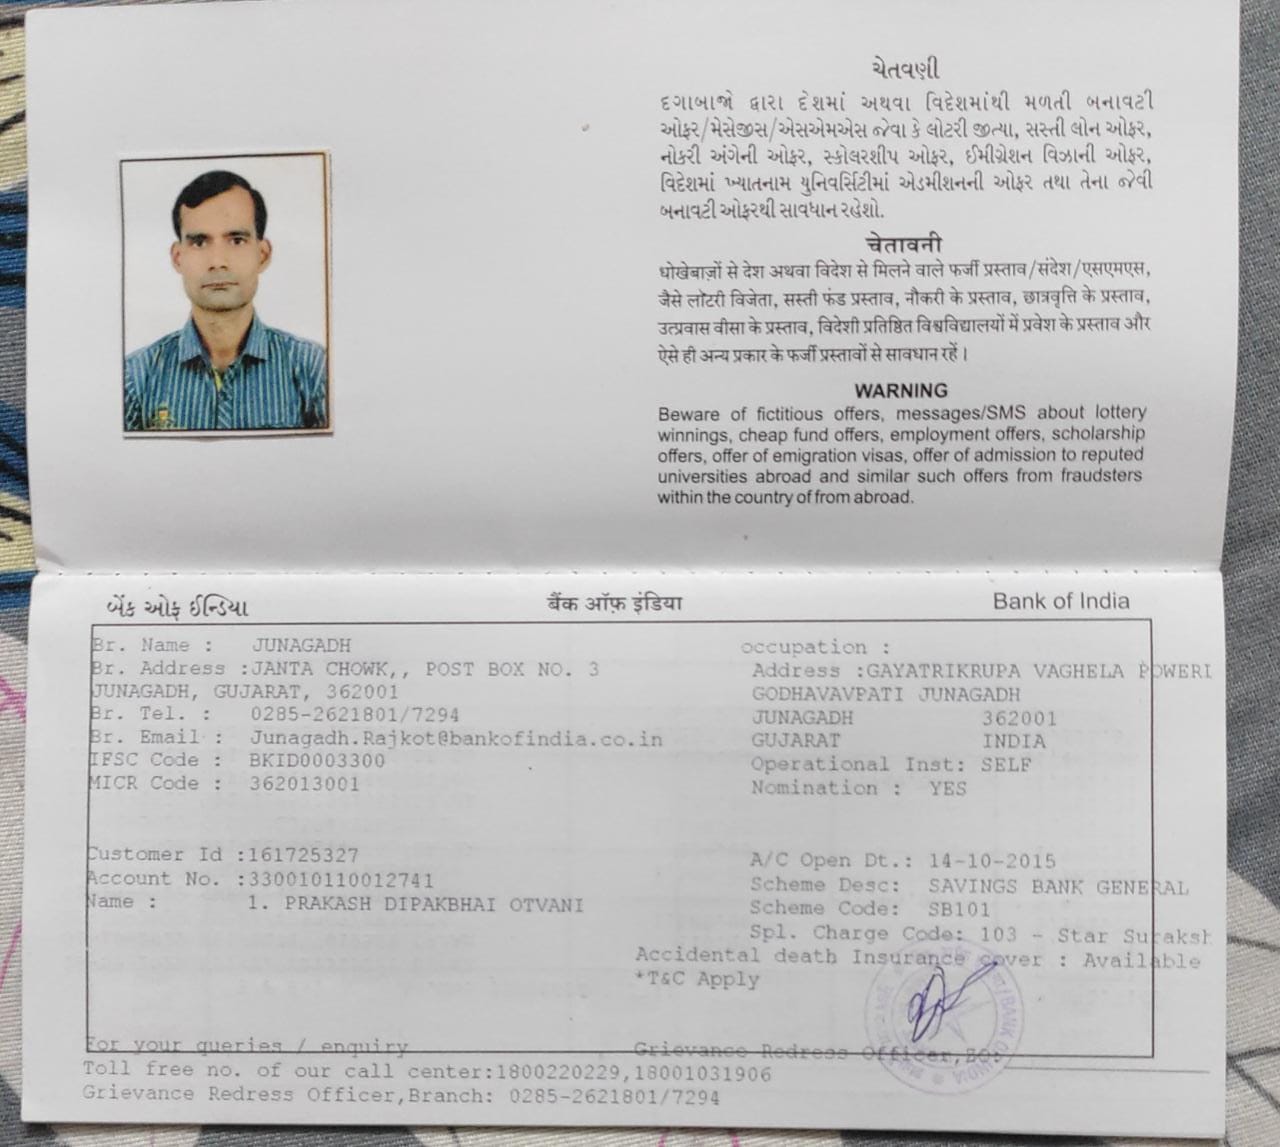 ચેતવણી
દગાબાજો દ્વારા દેશમાં અથવા વિદેશમાંથી મળતી બનાવટી
ઓફર/મેસેજીસ/એસએમએસ જેવા કે લોટરી જીત્યા, સસ્તી લોન ઓફર,
નોકરી અંગેની ઓફર, સ્કોલરશીપ ઓફર, ઈમીગ્રેશન વિઝાની ઓફર,
વિદેશમાં ખ્યાતનામ યુનિવર્સિટીમાં એડમીશનની ઓફર તથા તેના જેવી
બનાવટી ઓફરથી સાવધાન રહેશો.
चेतावनी
धोखेबाज़ों से देश अथवा विदेश से मिलने वाले फर्जी प्रस्ताव/संदेश/एसएमएस,
जैसे लॉटरी विजेता, सस्ती फंड प्रस्ताव, नौकरी के प्रस्ताव, छात्रवृत्ति के प्रस्ताव,
उत्प्रवास वीसा के प्रस्ताव, विदेशी प्रतिष्ठित विश्वविद्यालयों में प्रवेश के प्रस्ताव और
ऐसे ही अन्य प्रकार के फर्जी प्रस्तावों से सावधान रहें ।
WARNING
Beware of fictitious offers, messages/SMS about lottery
winnings, cheap fund offers, employment offers, scholarship
offers, offer of emigration visas, offer of admission to reputed
universities abroad and similar such offers from fraudsters
within the country of from abroad.
બેંક ઓફ ઈન્ડિયા बैंक ऑफ़ इंडिया Bank of India
Br. Name : JUNAGADH
Br. Address :JANTA CHOWK,, POST BOX NO. 3
JUNAGADH, GUJARAT, 362001
Br. Tel. : 0285-2621801/7294
Br. Email : Junagadh.Rajkot@bankofindia.co.in
IFSC Code : BKID0003300
MICR Code : 362013001
occupation :
Address :GAYATRIKRUPA VAGHELA POWERI
GODHAVAVPATI JUNAGADH
JUNAGADH 362001
GUJARAT INDIA
Operational Inst: SELF
Nomination : YES
Customer Id :161725327
Account No. :330010110012741
Name : 1. PRAKASH DIPAKBHAI OTVANI
A/C Open Dt.: 14-10-2015
Scheme Desc: SAVINGS BANK GENERAL
Scheme Code: SB101
Spl. Charge Code: 103 - Star Suraksh
Accidental death Insurance cover : Available
*T&C Apply
For your queries / enquiry
Grievance Redress Officer,BO:
Toll free no. of our call center:1800220229,18001031906
Grievance Redress Officer,Branch: 0285-2621801/7294
BANK OF INDIA